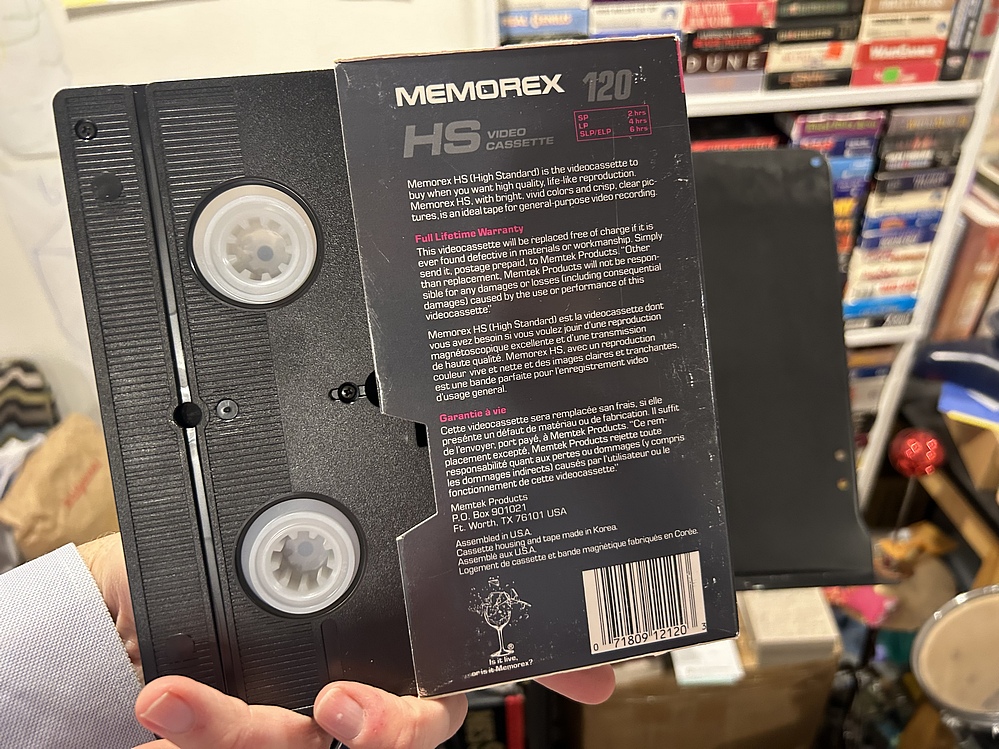 MEMOREX 120
HS VIDEO
CASSETTE
SP 2 hrs
LP 4 hrs
SLP/ELP 6 hrs
Memorex HS (High Standard) is the videocassette to
buy when you want high quality, life-like reproduction.
Memorex HS, with bright, vivid colors and crisp, clear pic-
tures, is an ideal tape for general-purpose video recording.
Full Lifetime Warranty
This videocassette will be replaced free of charge if it is
ever found defective in materials or workmanship. Simply
send it, postage prepaid, to Memtek Products. "Other
than replacement, Memtek Products will not be respon-
sible for any damages or losses (including consequential
damages) caused by the use or performance of this
videocassette."
Memorex HS (High Standard) est la videocassette dont
vous avez besoin si vous voulez jouir d'une reproduction
magnétoscopique excellente et d'une transmission
de haute qualité. Memorex HS, avec un reproduction
couleur vive et nette et des images claires et tranchantes,
est une bande parfaite pour l'enregistrement video
d'usage general.
Garantie à vie
Cette videocassette sera remplacée sans frais, si elle
presénte un défaut de matériau ou de fabrication. Il suffit
de l'envoyer, port payé, à Memtek Products. "Ce rem-
placement excepté, Memtek Products rejette toute
responsabilité quant aux pertes ou dommages (y compris
les dommages indirects) causés par l'utilisateur ou le
fonctionnement de cette videocassette."
Memtek Products
P.O. Box 901021
Ft. Worth, TX 76101 USA
Assembled in U.S.A.
Cassette housing and tape made in Korea.
Assemblé aux U.S.A.
Logement de cassette et bande magnétique fabriqués en Corée.
Is it live,
or is it Memorex?
0 71809 12120 3
DUNE
WarGames